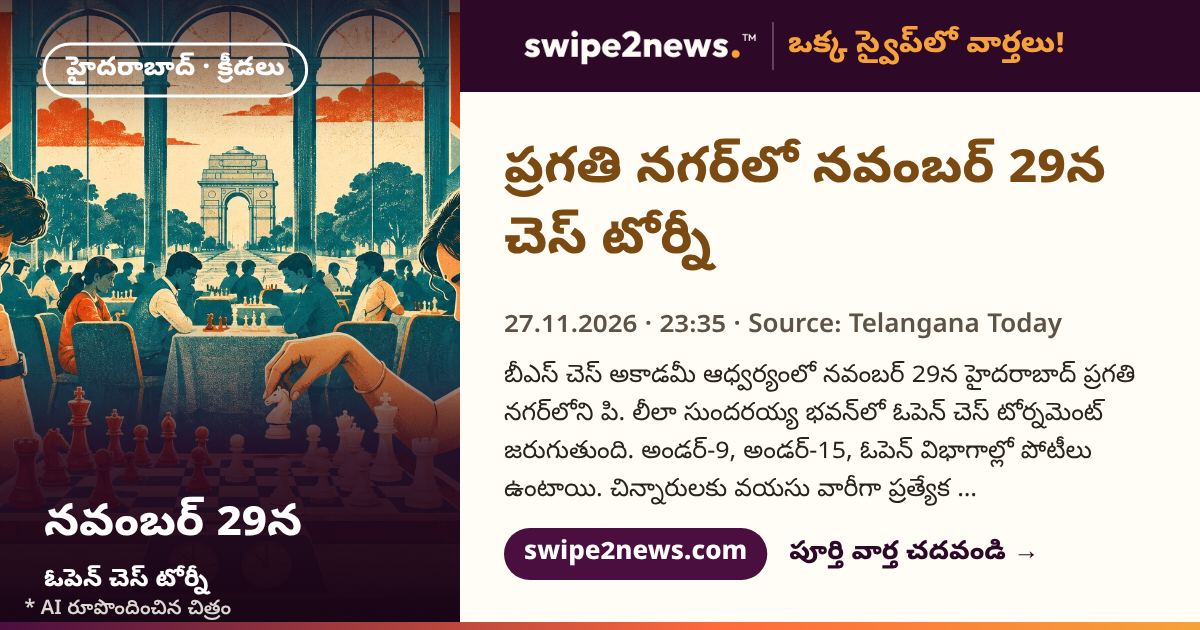 హైదరాబాద్ · క్రీడలు
నవంబర్ 29న
ఓపెన్ చెస్ టోర్నీ
* AI రూపొందించిన చిత్రం
swipe2news.™ | ఒక్క స్వైప్‌లో వార్తలు!
ప్రగతి నగర్‌లో నవంబర్ 29న
చెస్ టోర్నీ
27.11.2026 · 23:35 · Source: Telangana Today
బీఎస్ చెస్ అకాడమీ ఆధ్వర్యంలో నవంబర్ 29న హైదరాబాద్ ప్రగతి
నగర్‌లోని పి. లీలా సుందరయ్య భవన్‌లో ఓపెన్ చెస్ టోర్నమెంట్
జరుగుతుంది. అండర్-9, అండర్-15, ఓపెన్ విభాగాల్లో పోటీలు
ఉంటాయి. చిన్నారులకు వయసు వారీగా ప్రత్యేక ...
swipe2news.com పూర్తి వార్త చదవండి →